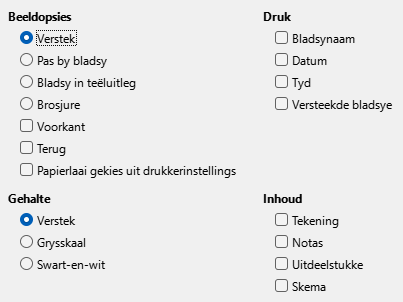 Beeldopsies
Verstek
Pas by bladsy
Bladsy in teëluitleg
Brosjure
Voorkant
Terug
Papierlaai gekies uit drukkerinstellings
Druk
Bladsynaam
Datum
Tyd
Versteekde bladsye
Gehalte
Verstek
Grysskaal
Swart-en-wit
Inhoud
Tekening
Notas
Uitdeelstukke
Skema